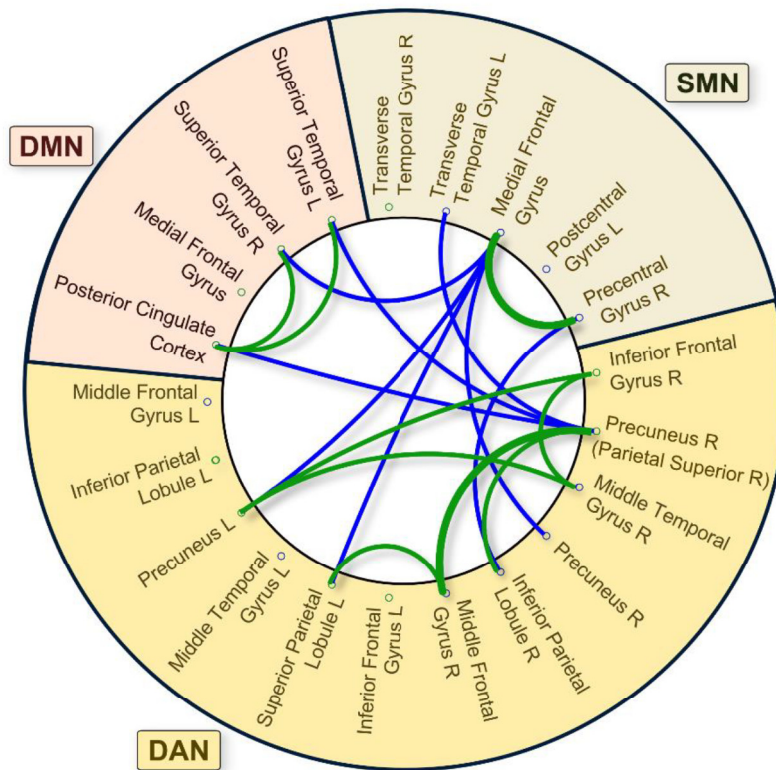 SMN
DMN
DAN
Transverse
Temporal Gyrus R
Transverse
Temporal Gyrus L
Medial Frontal
Gyrus
Postcentral
Gyrus L
Precentral
Gyrus R
Inferior Frontal
Gyrus R
Precuneus R
(Parietal Superior R)
Middle Temporal
Gyrus R
Precuneus R
Inferior Parietal
Lobule R
Middle Frontal
Gyrus R
Inferior Frontal
Gyrus L
Superior Parietal
Lobule L
Middle Temporal
Gyrus L
Precuneus L
Inferior Parietal
Lobule L
Middle Frontal
Gyrus L
Posterior Cingulate
Cortex
Medial Frontal
Gyrus
Superior Temporal
Gyrus R
Superior Temporal
Gyrus L